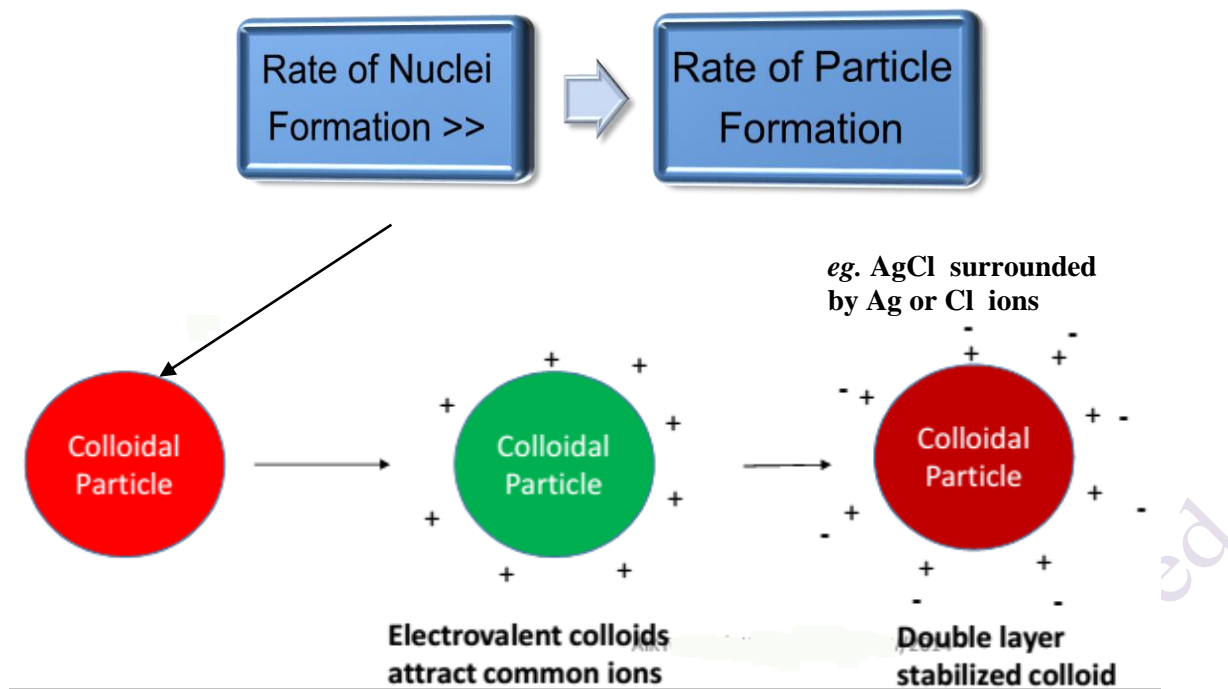 Rate of Nuclei
Formation >>
Rate of Particle
Formation
eg. AgCl surrounded
by Ag or Cl ions
Colloidal
Particle
+ + + + + + + +
Colloidal
Particle
- - - - - - - -
+ + + + + + + +
Colloidal
Particle
Electrovalent colloids
attract common ions
Double layer
stabilized colloid